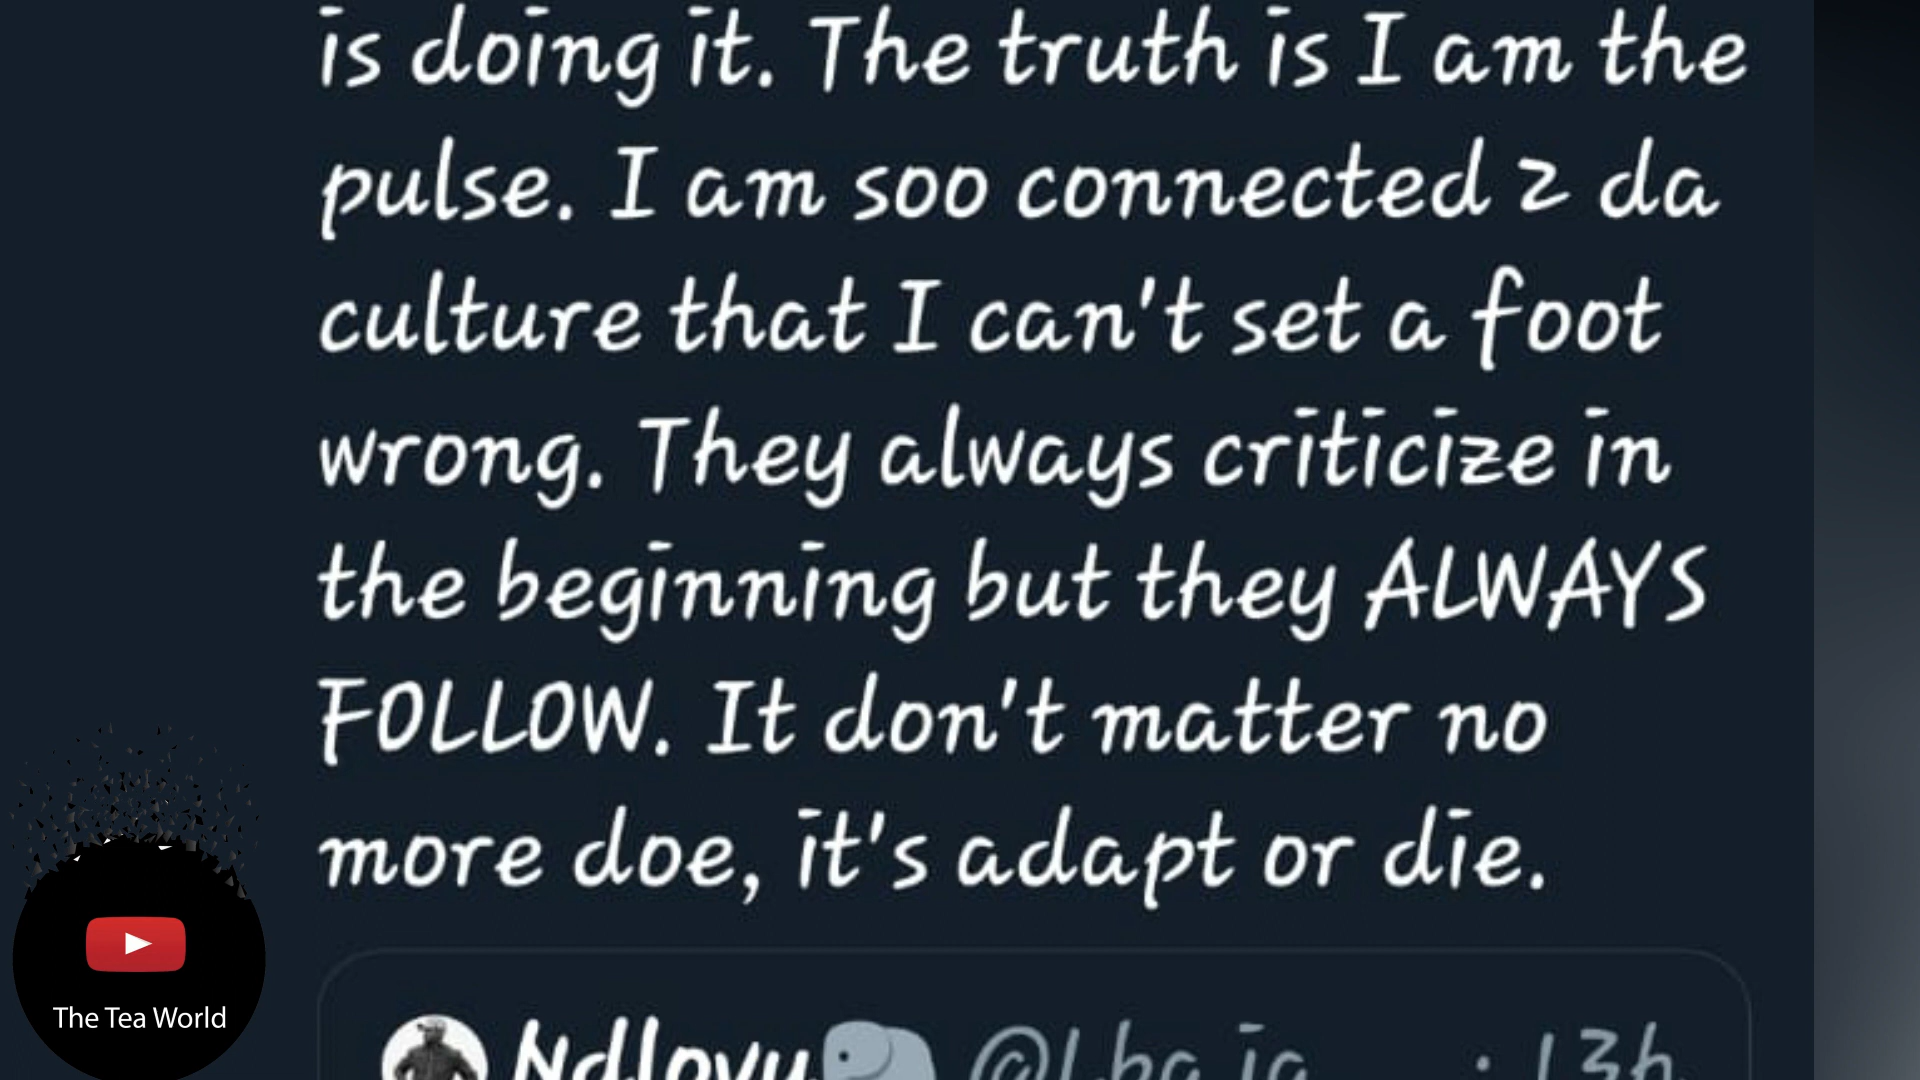 is doing it. The truth is I am the
pulse. I am soo connected 2 da
culture that I can't set a foot
wrong. They always criticize in
the beginning but they ALWAYS
FOLLOW. It don't matter no
more doe, it's adapt or die.
Ndlovu🐘 · 13h
The Tea World